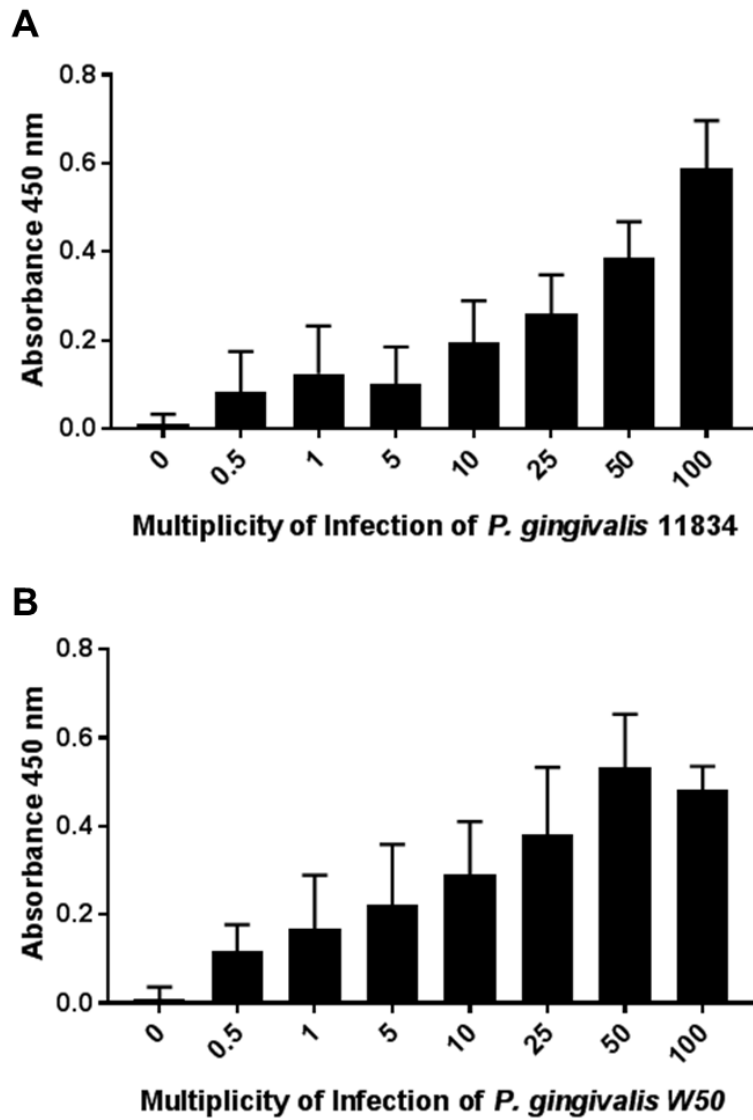 A
Absorbance 450 nm
0.8
0.6
0.4
0.2
0.0
0 0.5 1 5 10 25 50 100
Multiplicity of Infection of P. gingivalis 11834
B
Absorbance 450 nm
0.8
0.6
0.4
0.2
0.0
0 0.5 1 5 10 25 50 100
Multiplicity of Infection of P. gingivalis W50